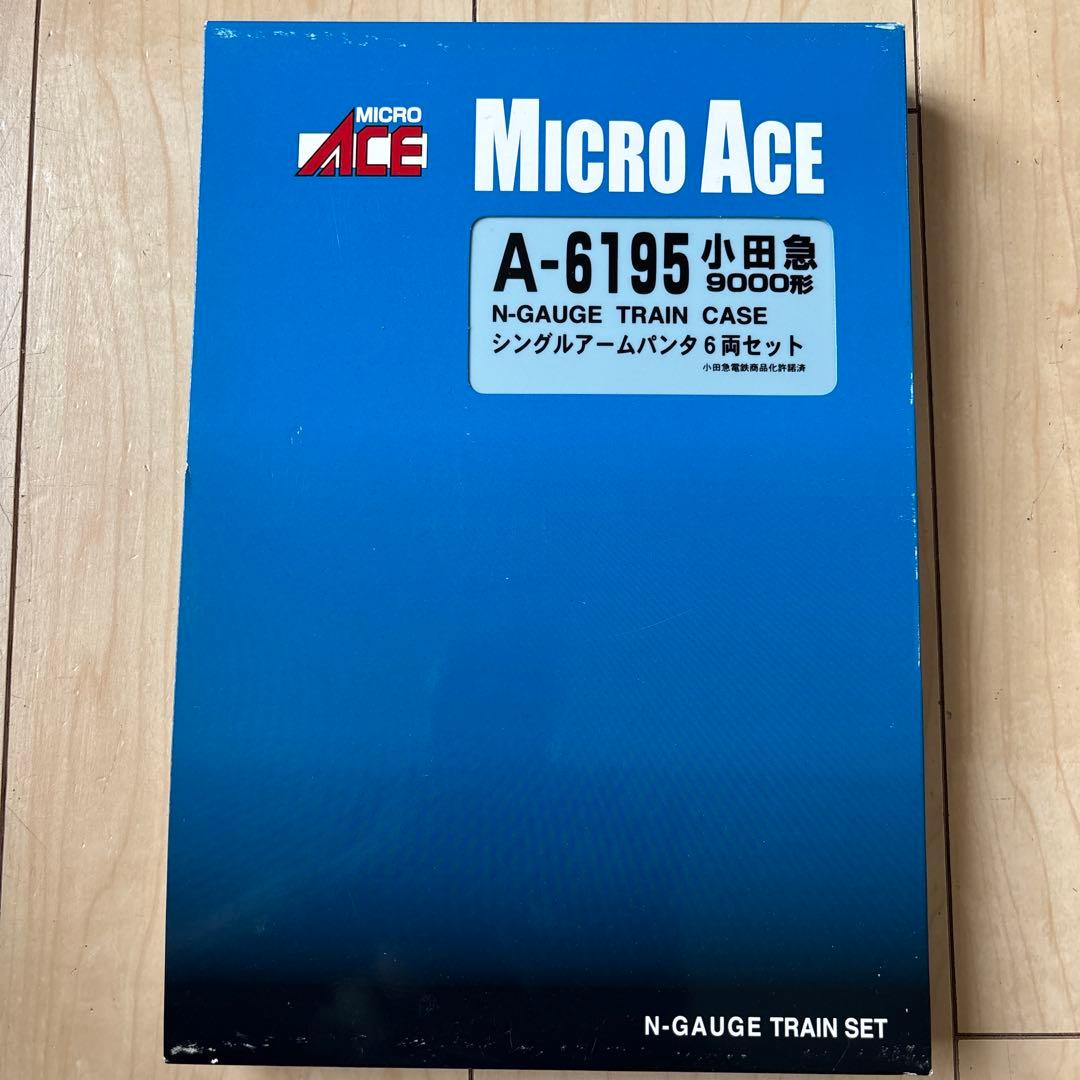 MICRO
ACE
MICRO ACE
A-6195 小田急
9000形
N-GAUGE TRAIN CASE
シングルアームパンタ6両セット
小田急電鉄商品化許諾済
N-GAUGE TRAIN SET